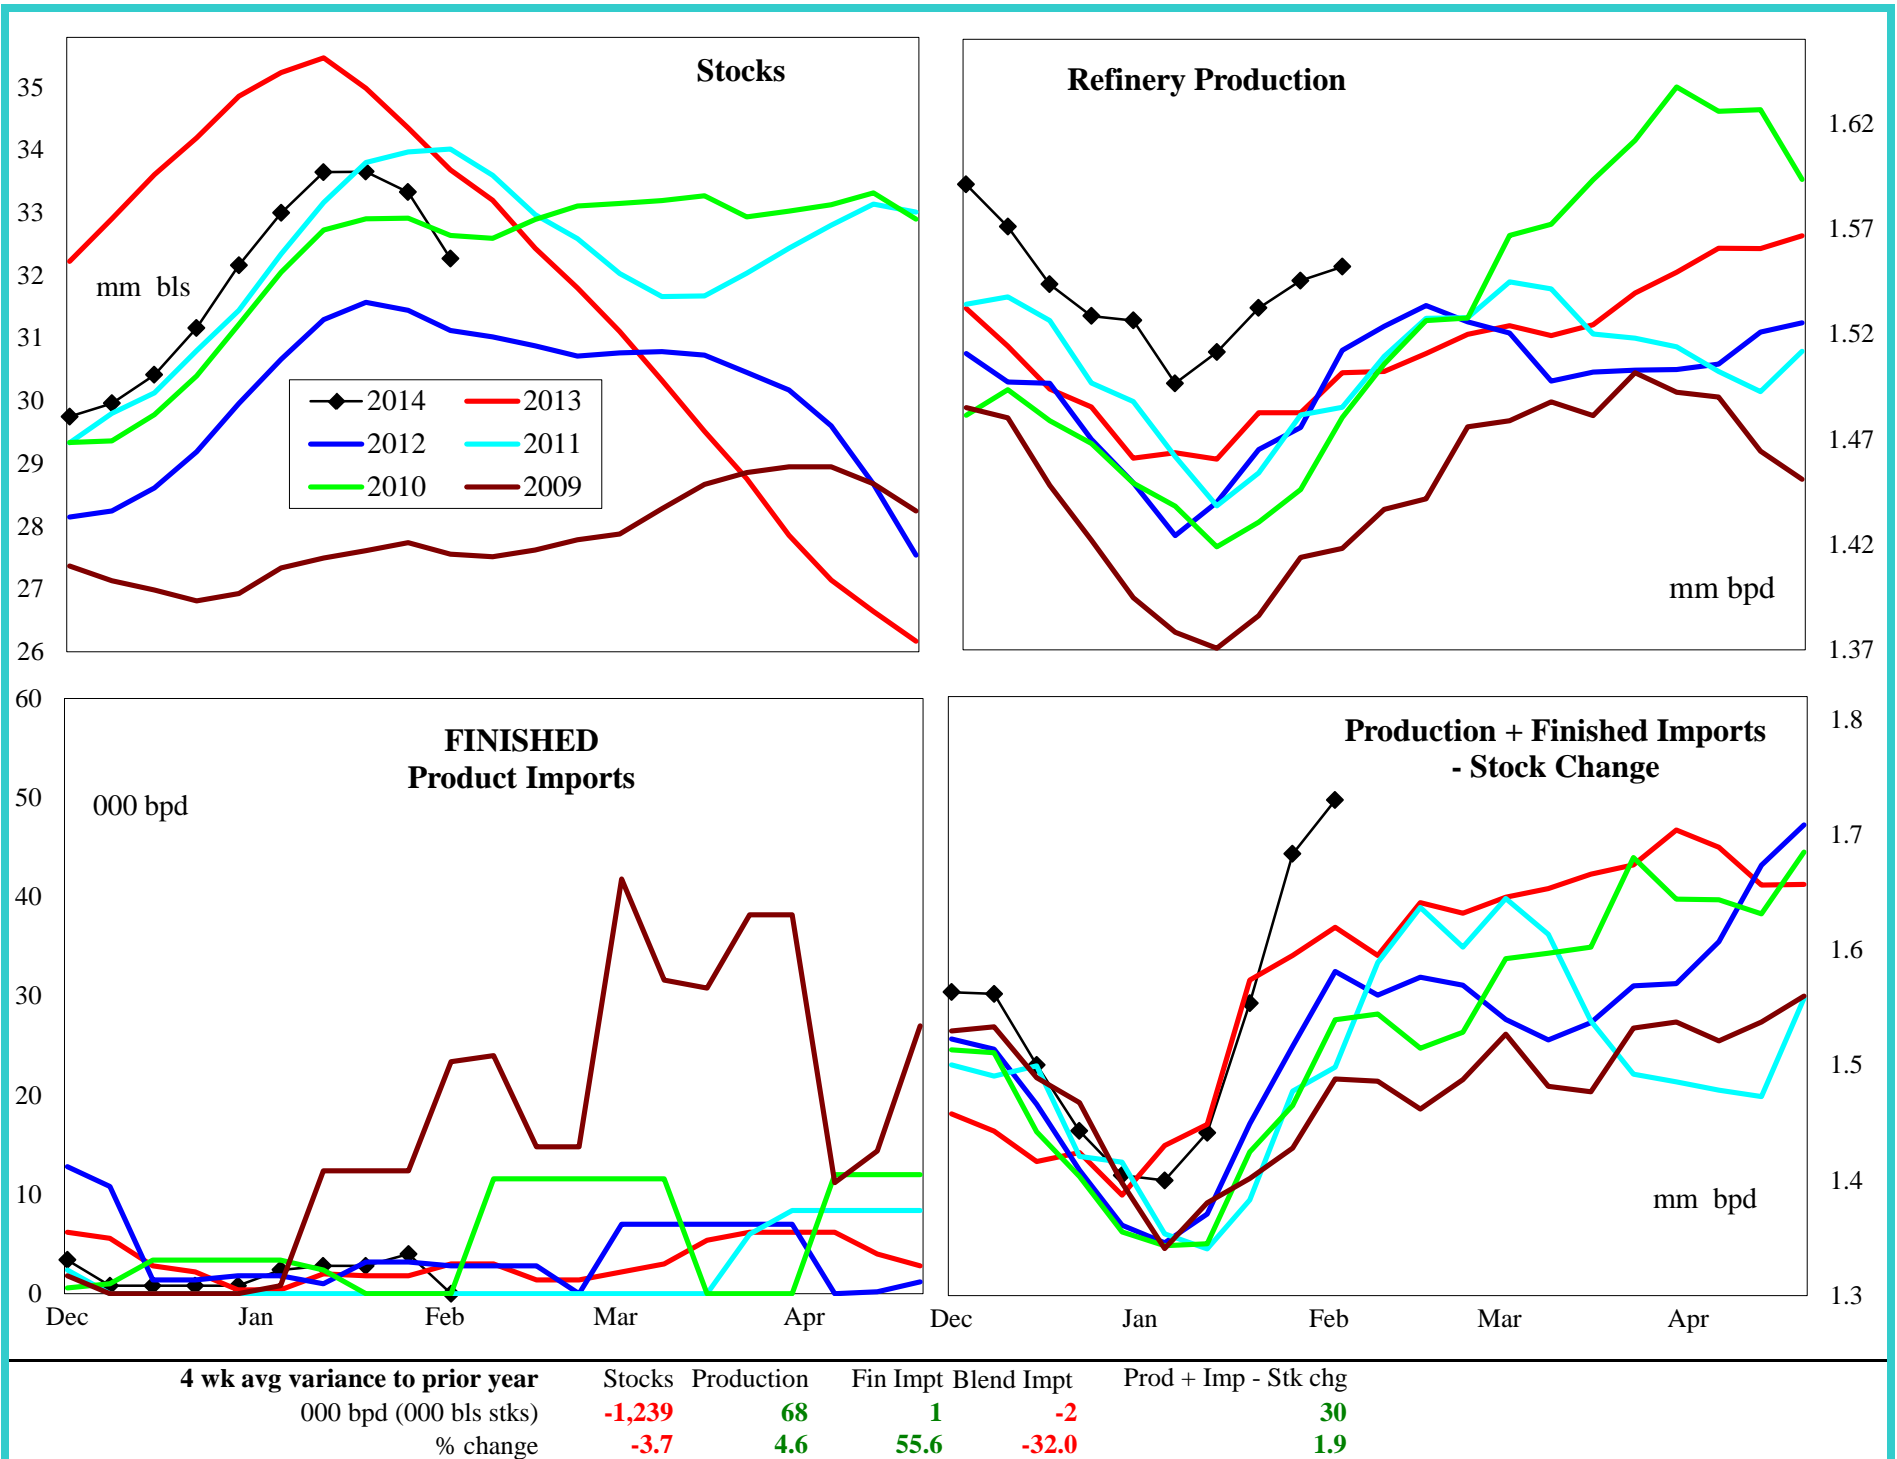 Stocks
35
34
33
32
31
30
29
28
27
26
mm bls
2014 2013
2012 2011
2010 2009
Refinery Production
1.62
1.57
1.52
1.47
1.42
1.37
mm bpd
FINISHED
Product Imports
60
50
40
30
20
10
0
000 bpd
Dec Jan Feb Mar Apr
Production + Finished Imports
- Stock Change
1.8
1.7
1.6
1.5
1.4
1.3
mm bpd
Dec Jan Feb Mar Apr
4 wk avg variance to prior year Stocks Production Fin Impt Blend Impt Prod + Imp - Stk chg
000 bpd (000 bls stks) -1,239 68 1 -2 30
% change -3.7 4.6 55.6 -32.0 1.9